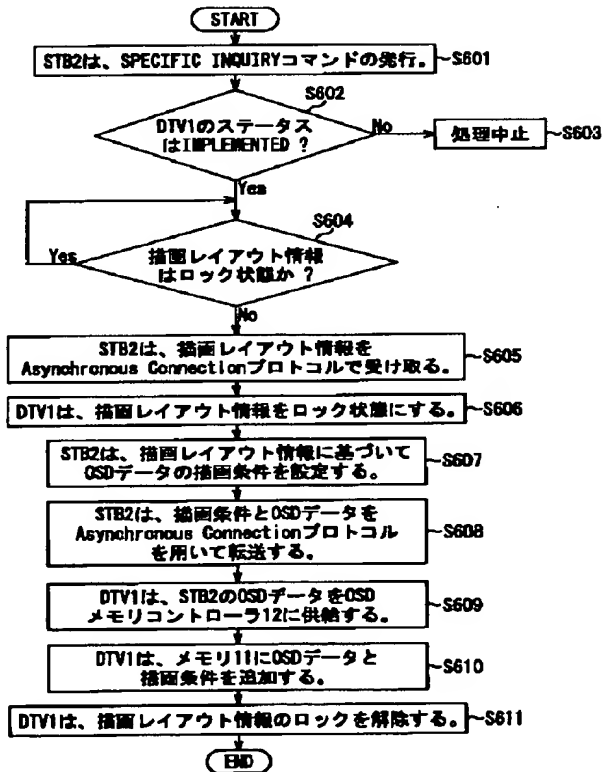 START
STB2は、SPECIFIC INQUIRYコマンドの発行。
S601
S602
DTV1のステータス
はIMPLEMENTED ?
No
処理中止
S603
Yes
S604
Yes
描画レイアウト情報
はロック状態か ?
No
STB2は、描画レイアウト情報を
Asynchronous Connectionプロトコルで受け取る。
S605
DTV1は、描画レイアウト情報をロック状態にする。
S606
STB2は、描画レイアウト情報に基づいて
OSDデータの描画条件を設定する。
S607
STB2は、描画条件とOSDデータを
Asynchronous Connectionプロトコル
を用いて転送する。
S608
DTV1は、STB2のOSDデータをOSD
メモリコントローラ12に供給する。
S609
DTV1は、メモリ11にOSDデータと
描画条件を追加する。
S610
DTV1は、描画レイアウト情報のロックを解除する。
S611
END